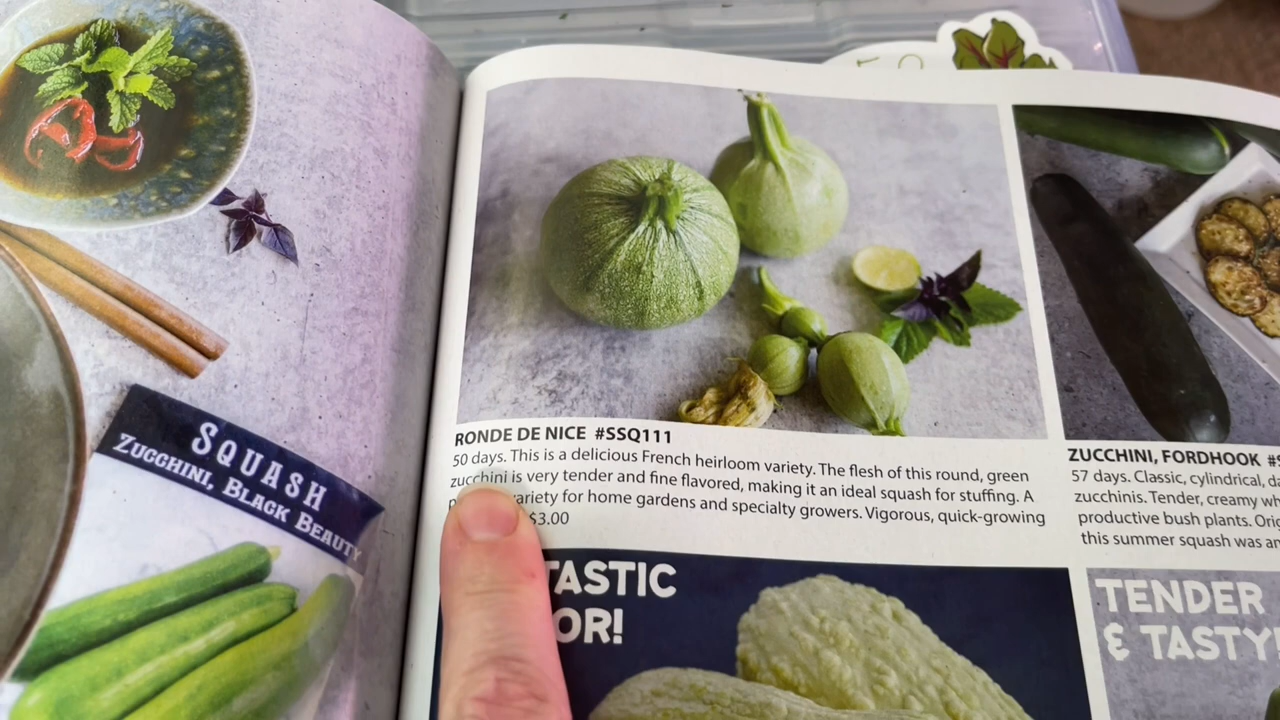 SQUASH
ZUCCHINI, BLACK BEAUTY
RONDE DE NICE #SSQ111
50 days. This is a delicious French heirloom variety. The flesh of this round, green
zucchini is very tender and fine flavored, making it an ideal squash for stuffing. A
variety for home gardens and specialty growers. Vigorous, quick-growing
$3.00
TASTIC
OR!
ZUCCHINI, FORDHOOK #
57 days. Classic, cylindrical, da
zucchinis. Tender, creamy wh
productive bush plants. Orig
this summer squash was an
TENDER
& TASTY!